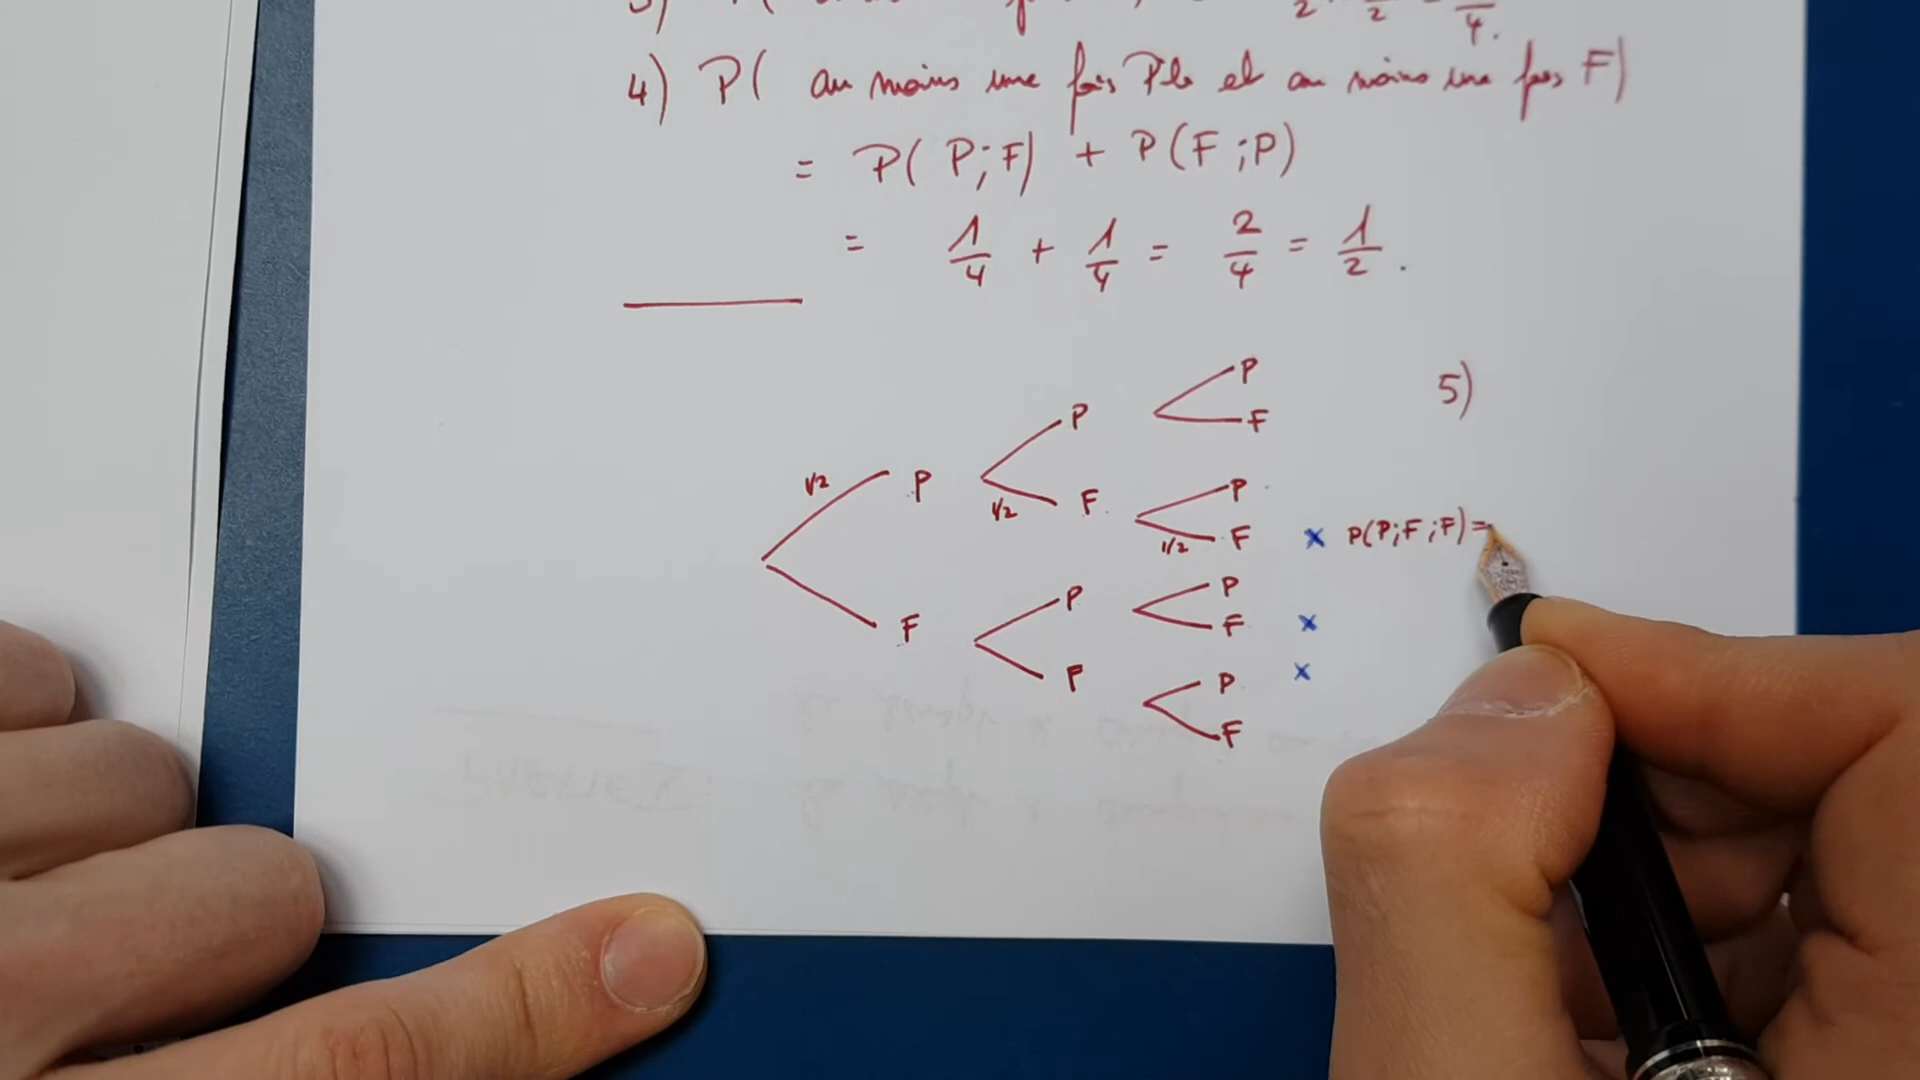 4) P( au moins une fois Pile et au moins une fois F)
= P( P;F) + P(F;P)
= 1/4 + 1/4 = 2/4 = 1/2.
P
5)
P
F
1/2
P
1/2
F
P
1/2
F
x P(P;F;F) =
P
P
F
F
x
F
P
x
F